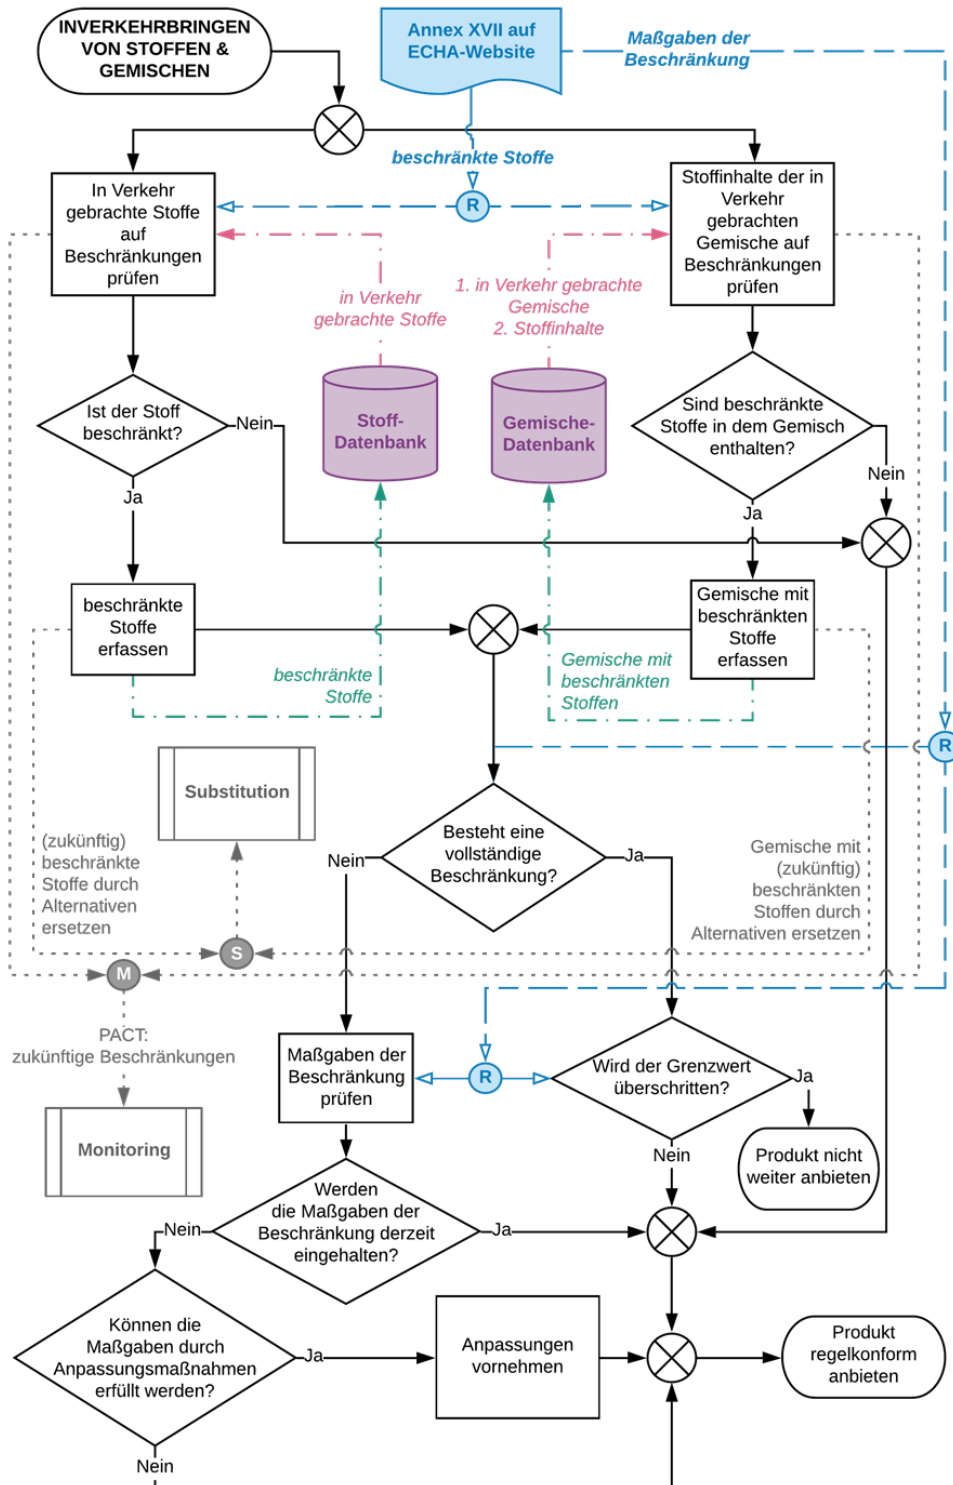 INVERKEHRBRINGEN
VON STOFFEN &
GEMISCHEN
Annex XVII auf
ECHA-Website
Maßgaben der
Beschränkung
beschränkte Stoffe
R
In Verkehr
gebrachte Stoffe
auf
Beschränkungen
prüfen
Stoffinhalte der in
Verkehr
gebrachten
Gemische auf
Beschränkungen
prüfen
in Verkehr
gebrachte Stoffe
1. in Verkehr gebrachte
Gemische
2. Stoffinhalte
Ist der Stoff
beschränkt?
Nein
Ja
Stoff-
Datenbank
Gemische-
Datenbank
Sind beschränkte
Stoffe in dem Gemisch
enthalten?
Nein
Ja
beschränkte
Stoffe
erfassen
Gemische mit
beschränkten
Stoffe
erfassen
beschränkte
Stoffe
Gemische mit
beschränkten
Stoffen
R
Substitution
Besteht eine
vollständige
Beschränkung?
Nein
Ja
(zukünftig)
beschränkte
Stoffe durch
Alternativen
ersetzen
Gemische mit
(zukünftig)
beschränkten
Stoffen durch
Alternativen ersetzen
S
M
PACT:
zukünftige Beschränkungen
Maßgaben der
Beschränkung
prüfen
R
Wird der Grenzwert
überschritten?
Ja
Nein
Monitoring
Produkt nicht
weiter anbieten
Werden
die Maßgaben der
Beschränkung derzeit
eingehalten?
Nein
Ja
Können die
Maßgaben durch
Anpassungsmaßnahmen
erfüllt werden?
Ja
Anpassungen
vornehmen
Produkt
regelkonform
anbieten
Nein